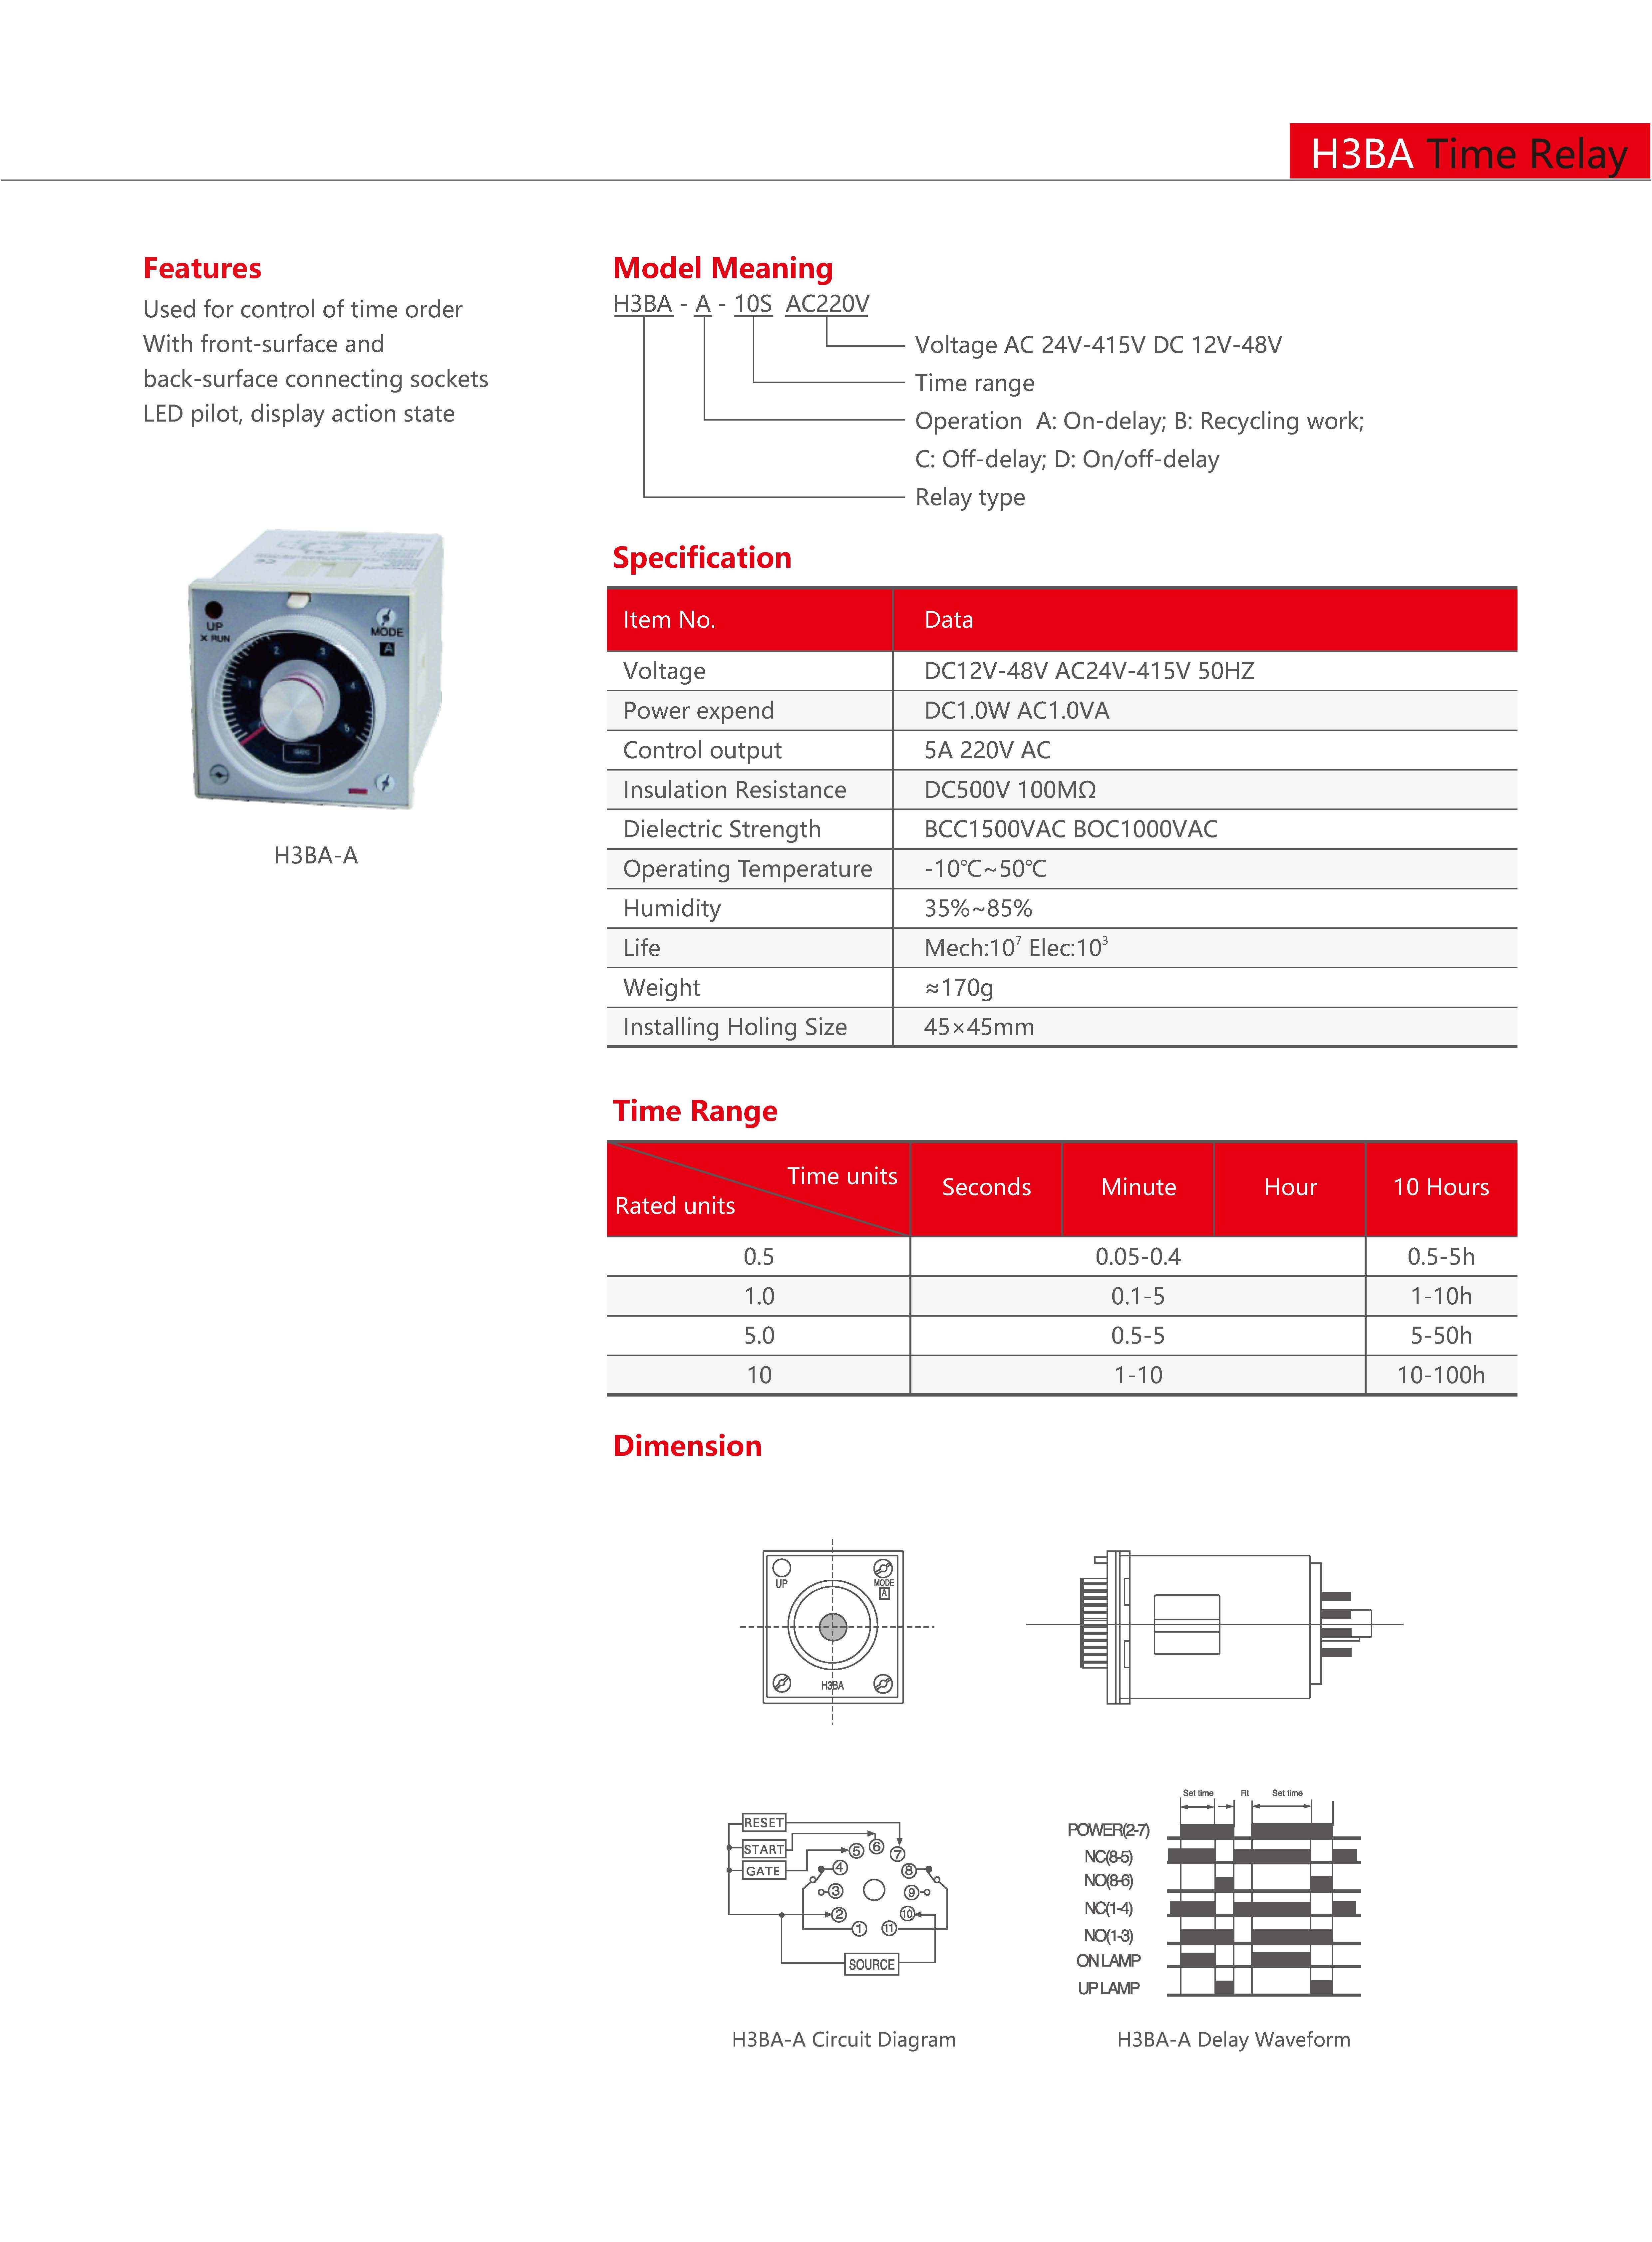 H3BA Time Relay
Features
Used for control of time order
With front-surface and
back-surface connecting sockets
LED pilot, display action state
UP
X RUN
MODE
A
1
2
3
4
5
H3BA-A
Model Meaning
H3BA - A - 10S AC220V
Voltage AC 24V-415V DC 12V-48V
Time range
Operation A: On-delay; B: Recycling work;
C: Off-delay; D: On/off-delay
Relay type
Specification
Item No. Data
Voltage DC12V-48V AC24V-415V 50HZ
Power expend DC1.0W AC1.0VA
Control output 5A 220V AC
Insulation Resistance DC500V 100MΩ
Dielectric Strength BCC1500VAC BOC1000VAC
Operating Temperature -10℃~50℃
Humidity 35%~85%
Life Mech:10⁷ Elec:10³
Weight ≈170g
Installing Holing Size 45×45mm
Time Range
Time units
Rated units
Seconds Minute Hour 10 Hours
0.5 0.05-0.4 0.5-5h
1.0 0.1-5 1-10h
5.0 0.5-5 5-50h
10 1-10 10-100h
Dimension
UP
MODE
A
H3BA
RESET
START
GATE
⑤ ⑥ ⑦
④ ⑧
③ ⑨
② ⑩
① ⑪
SOURCE
H3BA-A Circuit Diagram
Set time Rt Set time
POWER(2-7)
NC(8-5)
NO(8-6)
NC(1-4)
NO(1-3)
ON LAMP
UP LAMP
H3BA-A Delay Waveform